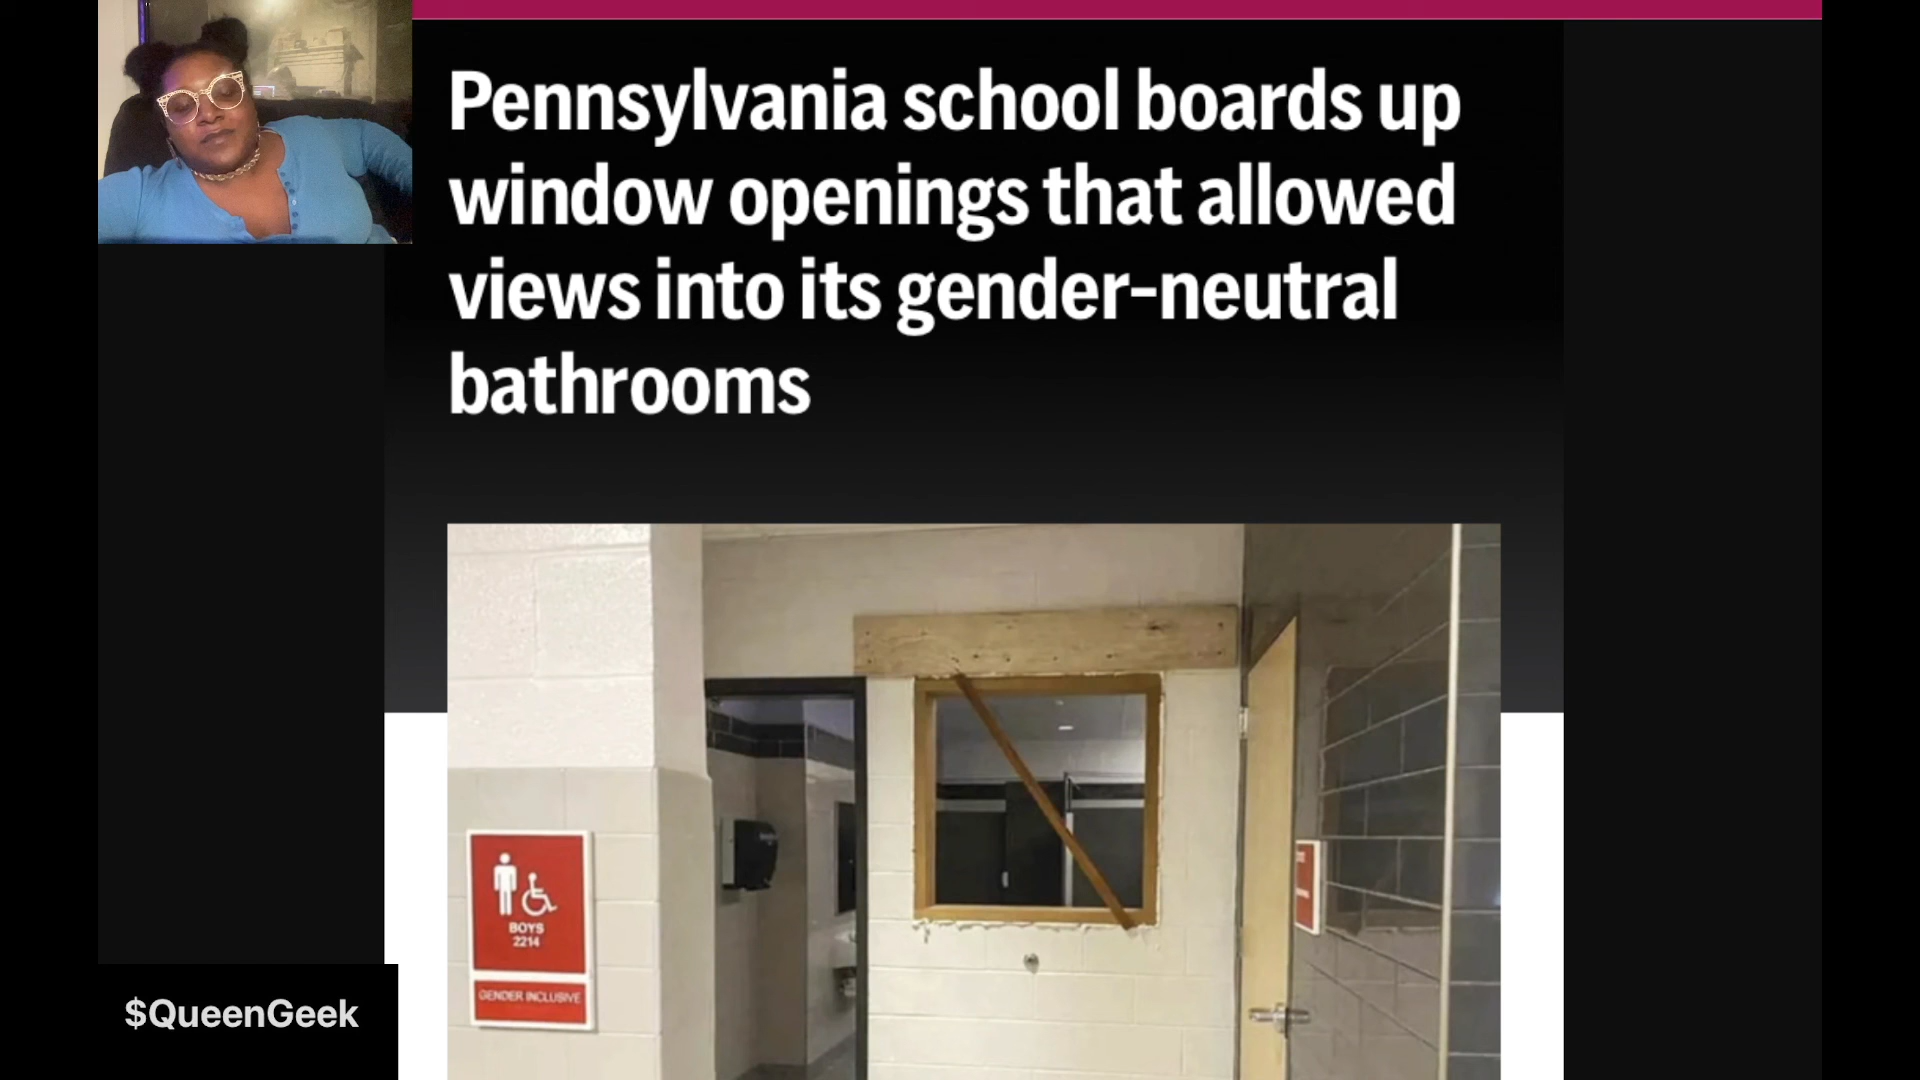 Pennsylvania school boards up
window openings that allowed
views into its gender-neutral
bathrooms
BOYS
2214
GENDER INCLUSIVE
$QueenGeek